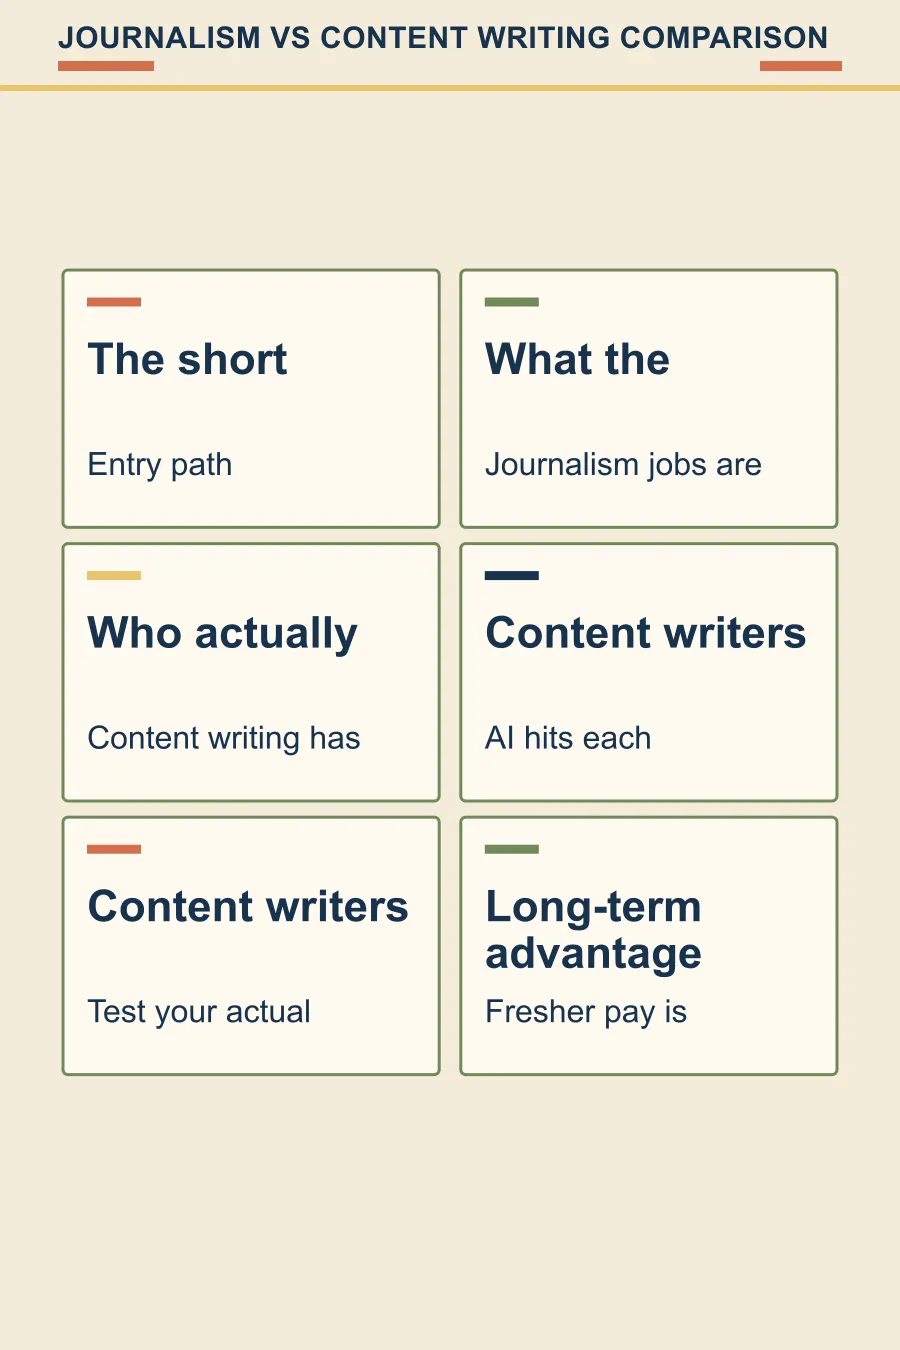 JOURNALISM VS CONTENT WRITING COMPARISON
The short
Entry path
What the
Journalism jobs are
Who actually
Content writing has
Content writers
AI hits each
Content writers
Test your actual
Long-term
advantage
Fresher pay is